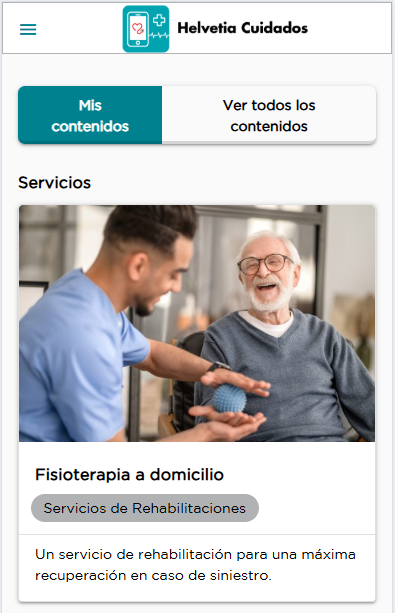 Helvetia Cuidados
Mis
contenidos
Ver todos los
contenidos
Servicios
Fisioterapia a domicilio
Servicios de Rehabilitaciones
Un servicio de rehabilitación para una máxima
recuperación en caso de siniestro.